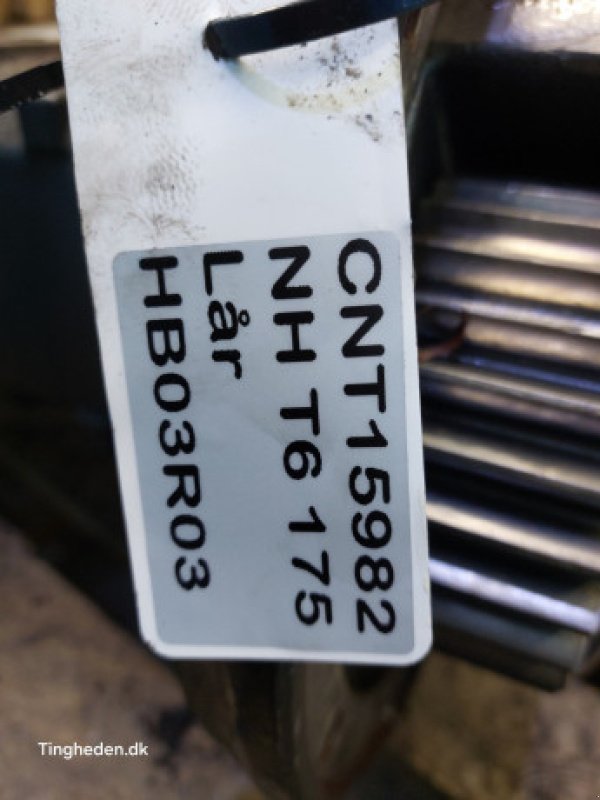 CNT15982
NH T6 175
Lår
HB03R03
Tingheden.dk